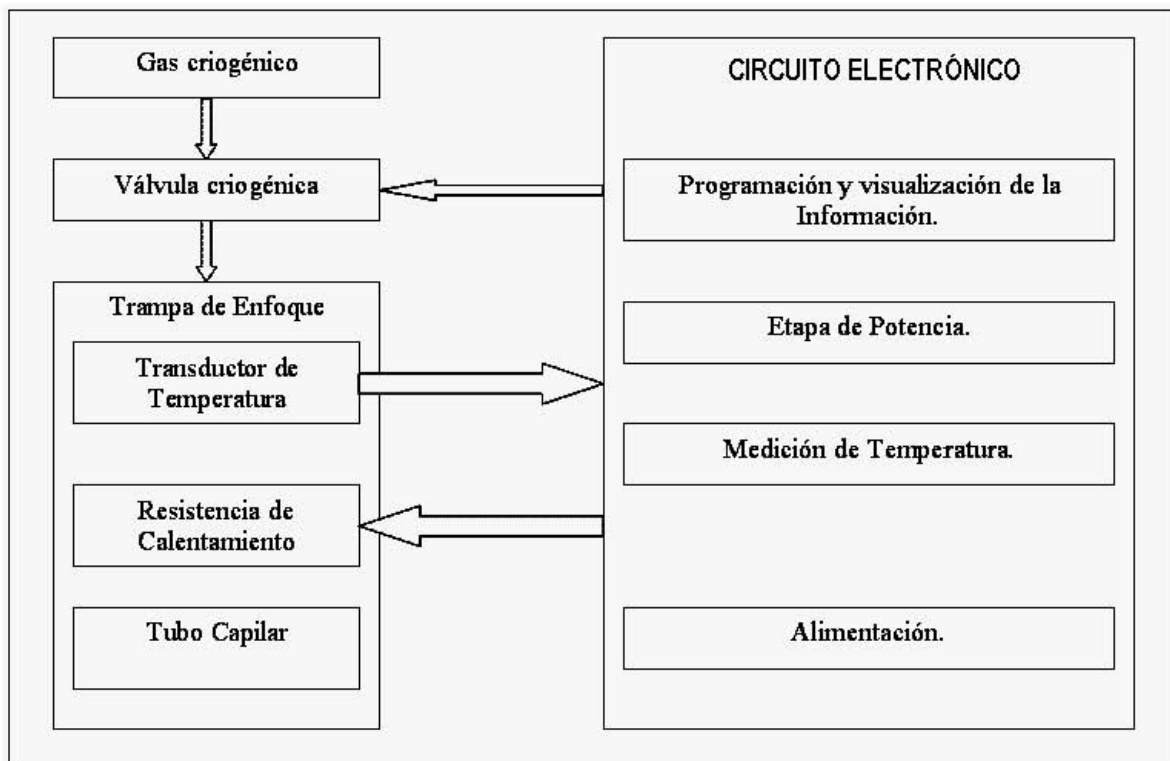 Gas criogénico
Válvula criogénica
Trampa de Enfoque
Transductor de
Temperatura
Resistencia de
Calentamiento
Tubo Capilar
CIRCUITO ELECTRÓNICO
Programación y visualización de la
Información.
Etapa de Potencia.
Medición de Temperatura.
Alimentación.